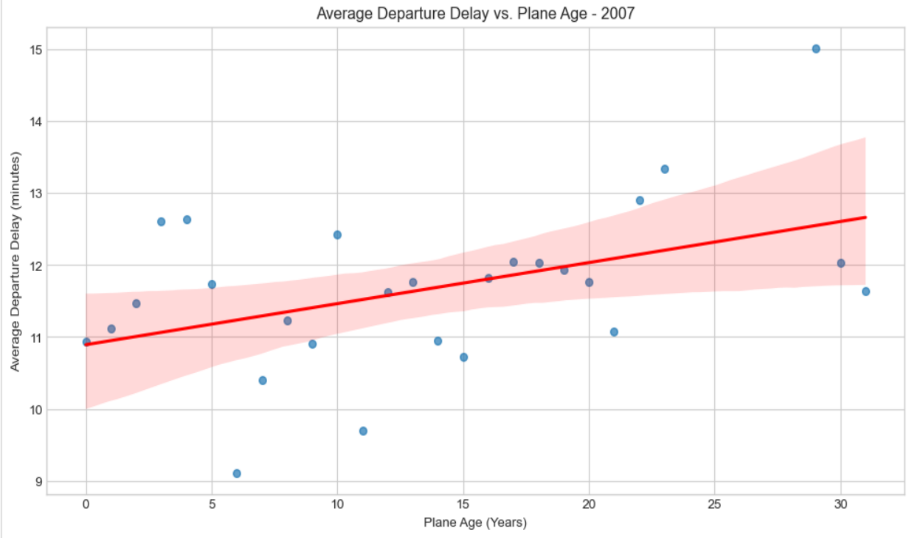 Average Departure Delay vs. Plane Age - 2007
Average Departure Delay (minutes)
15
14
13
12
11
10
9
0 5 10 15 20 25 30
Plane Age (Years)